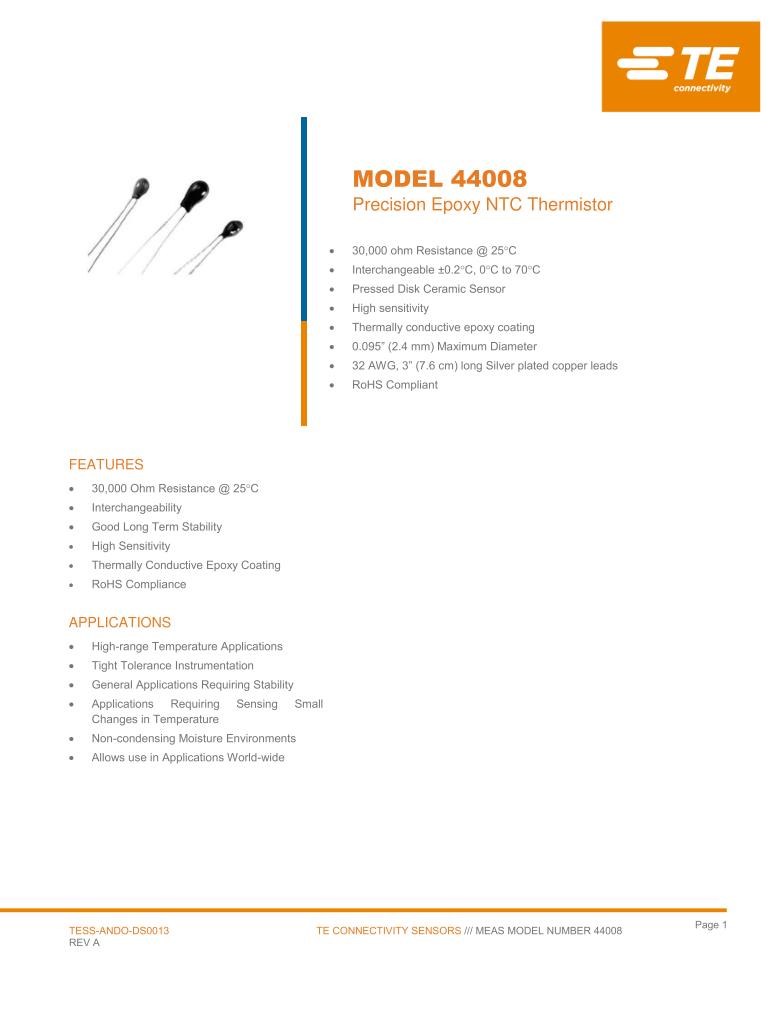 TE
connectivity
MODEL 44008
Precision Epoxy NTC Thermistor
• 30,000 ohm Resistance @ 25°C
• Interchangeable ±0.2°C, 0°C to 70°C
• Pressed Disk Ceramic Sensor
• High sensitivity
• Thermally conductive epoxy coating
• 0.095” (2.4 mm) Maximum Diameter
• 32 AWG, 3” (7.6 cm) long Silver plated copper leads
• RoHS Compliant
FEATURES
• 30,000 Ohm Resistance @ 25°C
• Interchangeability
• Good Long Term Stability
• High Sensitivity
• Thermally Conductive Epoxy Coating
• RoHS Compliance
APPLICATIONS
• High-range Temperature Applications
• Tight Tolerance Instrumentation
• General Applications Requiring Stability
• Applications Requiring Sensing Small
Changes in Temperature
• Non-condensing Moisture Environments
• Allows use in Applications World-wide
TESS-ANDO-DS0013
REV A
TE CONNECTIVITY SENSORS /// MEAS MODEL NUMBER 44008
Page 1